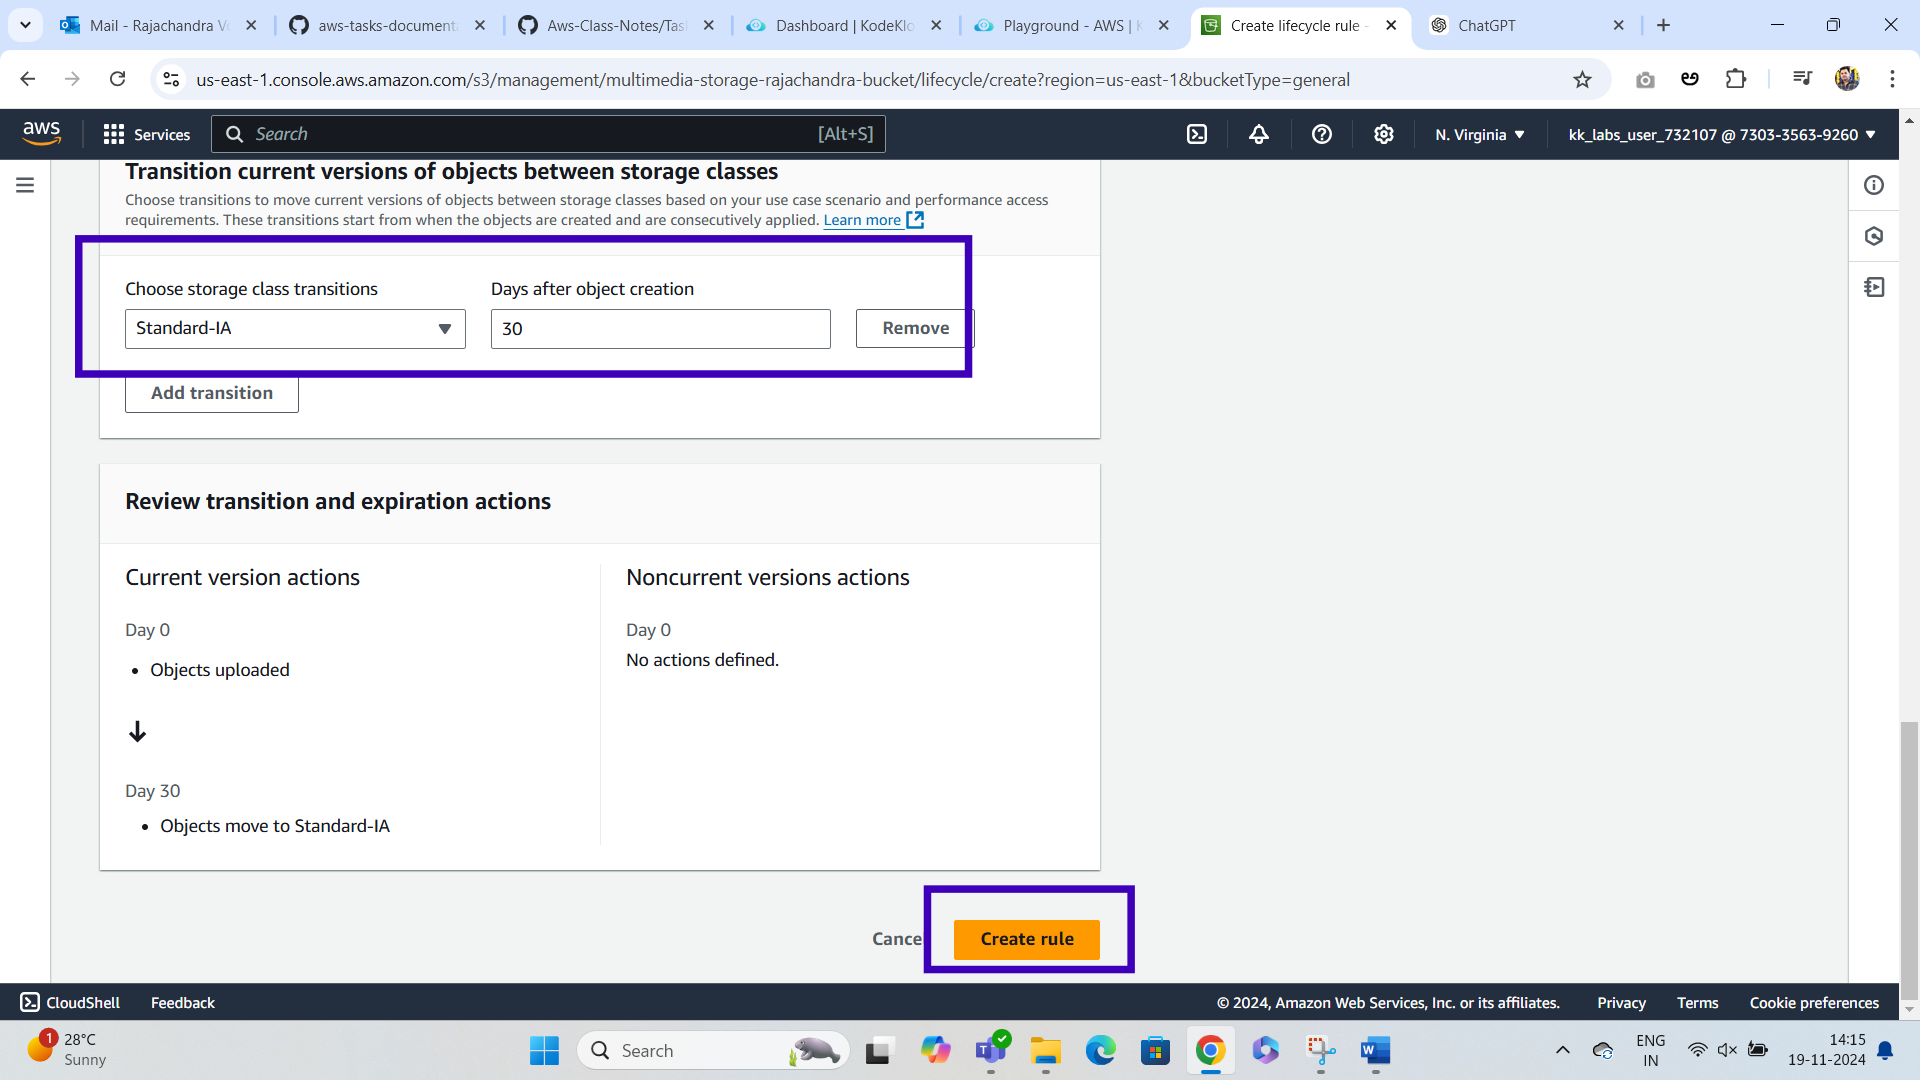 Mail - Rajachandra Vo
aws-tasks-document
Aws-Class-Notes/Tas
Dashboard | KodeKlo
Playground - AWS | K
Create lifecycle rule -
ChatGPT
us-east-1.console.aws.amazon.com/s3/management/multimedia-storage-rajachandra-bucket/lifecycle/create?region=us-east-1&bucketType=general
aws
Services
Search
[Alt+S]
N. Virginia
kk_labs_user_732107 @ 7303-3563-9260
Transition current versions of objects between storage classes
Choose transitions to move current versions of objects between storage classes based on your use case scenario and performance access
requirements. These transitions start from when the objects are created and are consecutively applied. Learn more
Choose storage class transitions
Days after object creation
Standard-IA
30
Remove
Add transition
Review transition and expiration actions
Current version actions
Noncurrent versions actions
Day 0
Day 0
• Objects uploaded
No actions defined.
Day 30
• Objects move to Standard-IA
Cance
Create rule
CloudShell
Feedback
© 2024, Amazon Web Services, Inc. or its affiliates.
Privacy
Terms
Cookie preferences
1
28°C
Sunny
Search
ENG
IN
14:15
19-11-2024